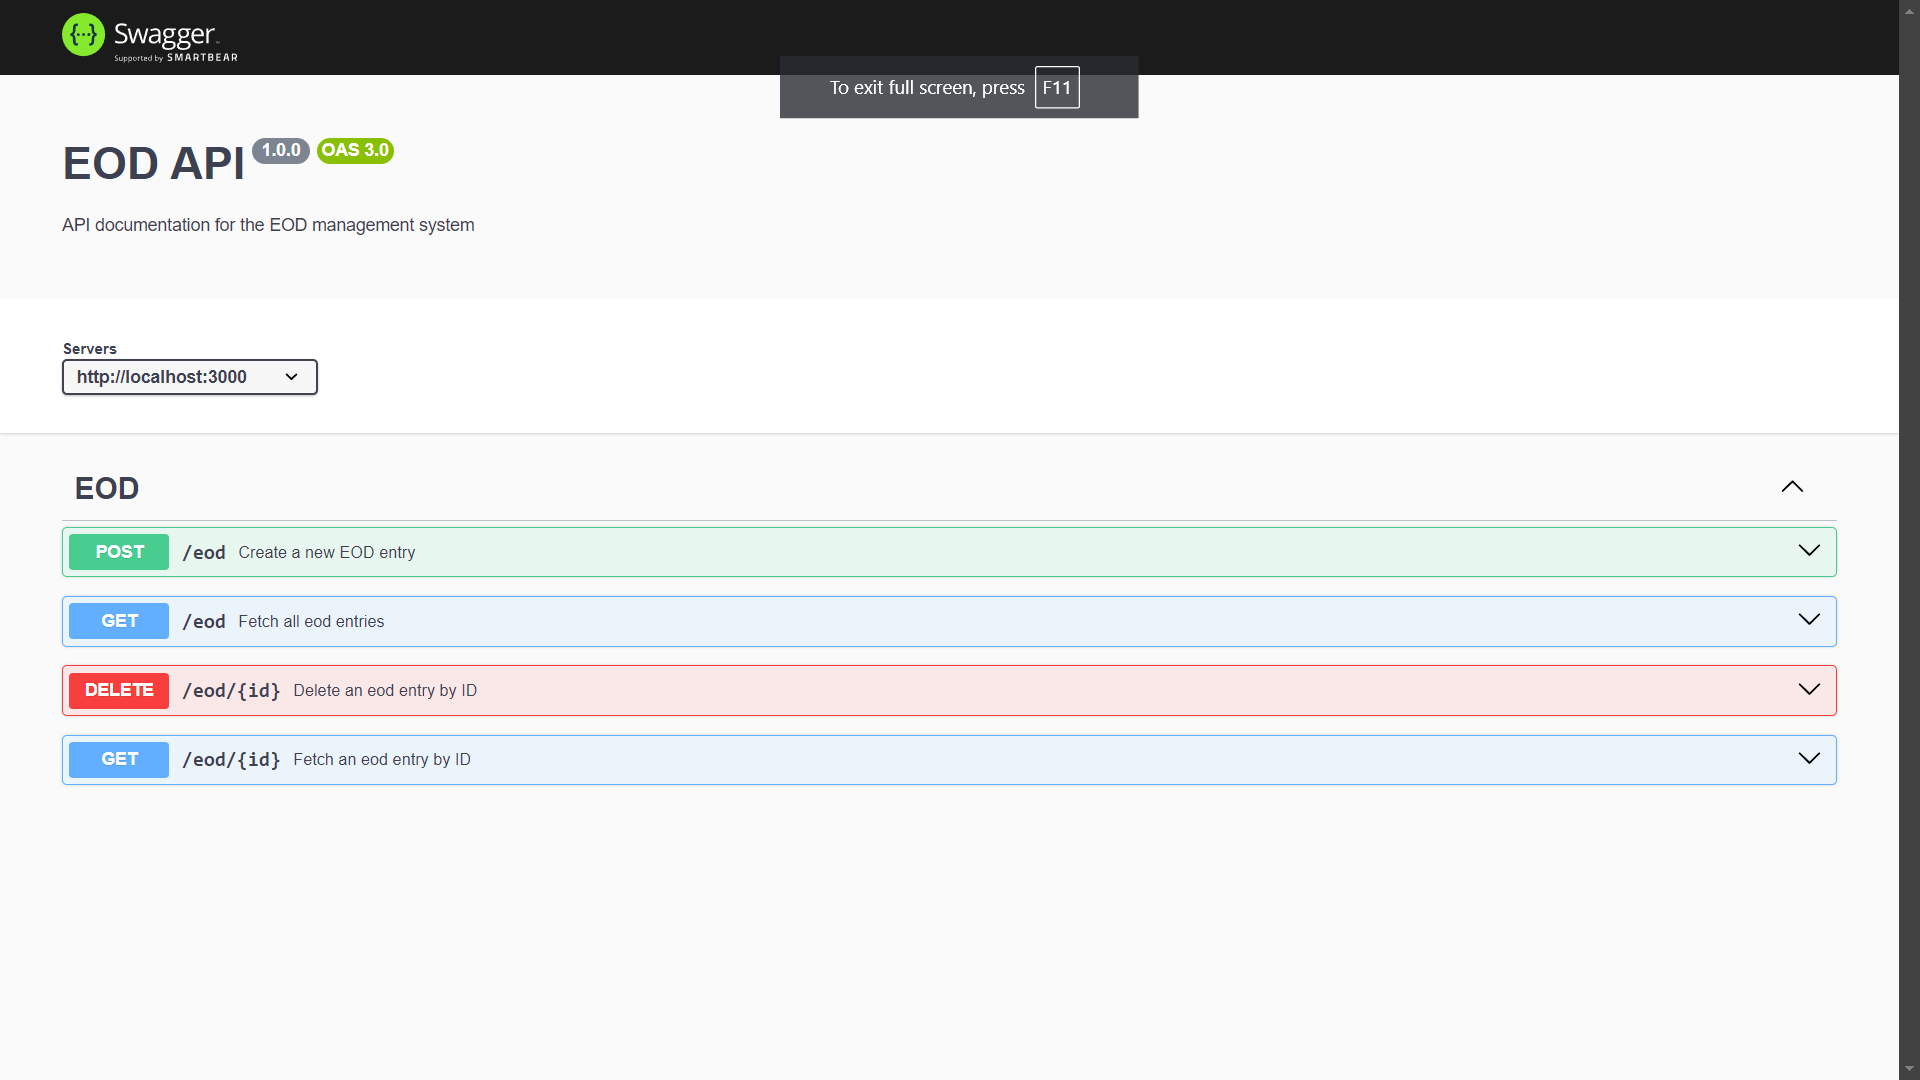 Swagger
Supported by SMARTBEAR
To exit full screen, press F11
EOD API 1.0.0 OAS 3.0
API documentation for the EOD management system
Servers
http://localhost:3000
EOD
POST /eod Create a new EOD entry
GET /eod Fetch all eod entries
DELETE /eod/{id} Delete an eod entry by ID
GET /eod/{id} Fetch an eod entry by ID